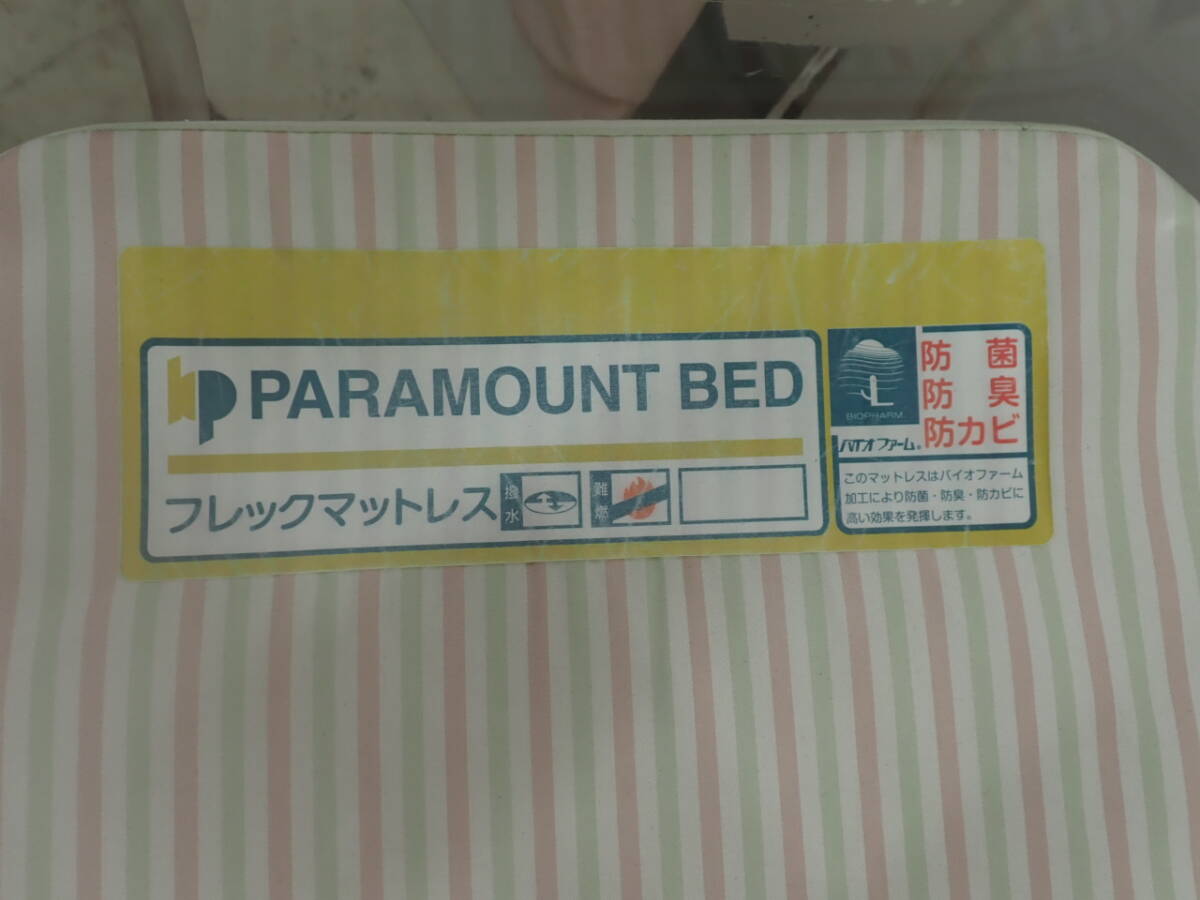 PARAMOUNT BED
フレックマットレス
撥水
難燃
BIOPHARM
バイオファーム®
防菌
防臭
防カビ
このマットレスはバイオファーム
加工により防菌・防臭・防カビに
高い効果を発揮します。